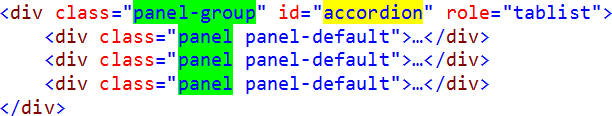 <div class="panel-group" id="accordion" role="tablist">
    <div class="panel panel-default">…</div>
    <div class="panel panel-default">…</div>
    <div class="panel panel-default">…</div>
</div>